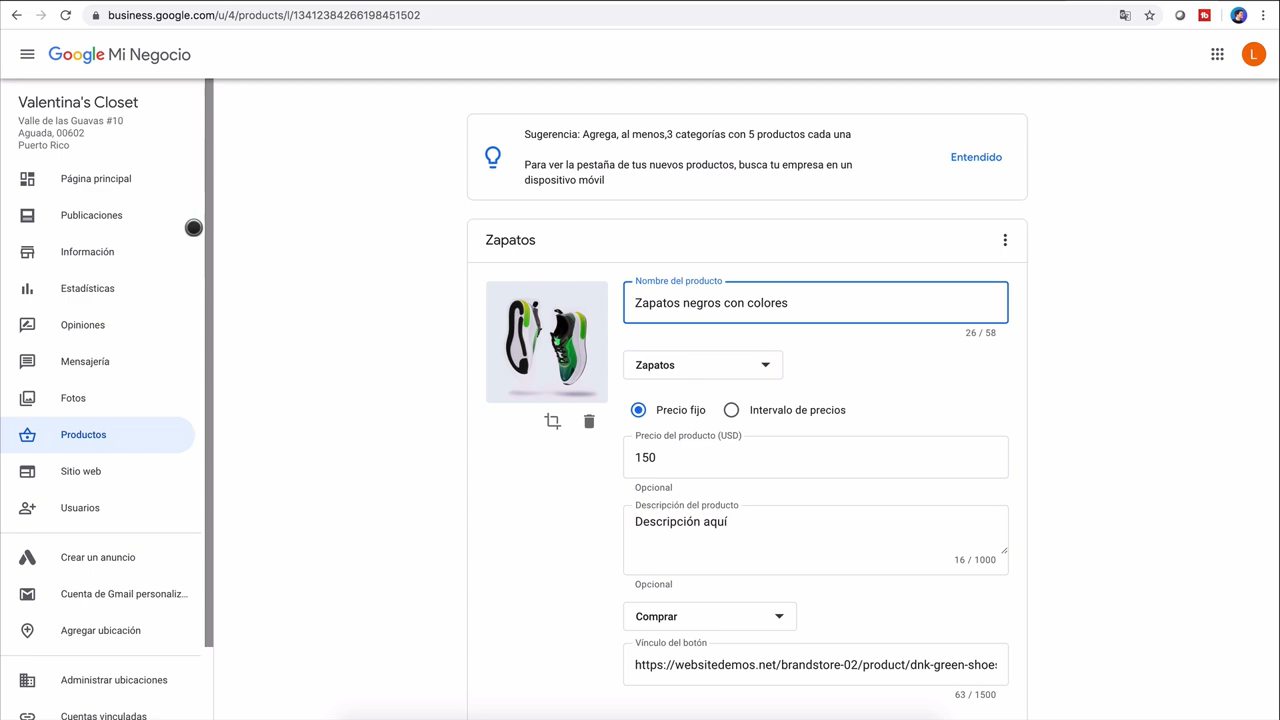 business.google.com/u/4/products/l/13412384266198451502
Google Mi Negocio
L
Valentina's Closet
Valle de las Guavas #10
Aguada, 00602
Puerto Rico
Página principal
Publicaciones
Información
Estadísticas
Opiniones
Mensajería
Fotos
Productos
Sitio web
Usuarios
Crear un anuncio
Cuenta de Gmail personaliz...
Agregar ubicación
Administrar ubicaciones
Cuentas vinculadas
Sugerencia: Agrega, al menos,3 categorías con 5 productos cada una
Para ver la pestaña de tus nuevos productos, busca tu empresa en un
dispositivo móvil
Entendido
Zapatos
Nombre del producto
Zapatos negros con colores
26 / 58
Zapatos
Precio fijo
Intervalo de precios
Precio del producto (USD)
150
Opcional
Descripción del producto
Descripción aquí
16 / 1000
Opcional
Comprar
Vínculo del botón
https://websitedemos.net/brandstore-02/product/dnk-green-shoes
63 / 1500